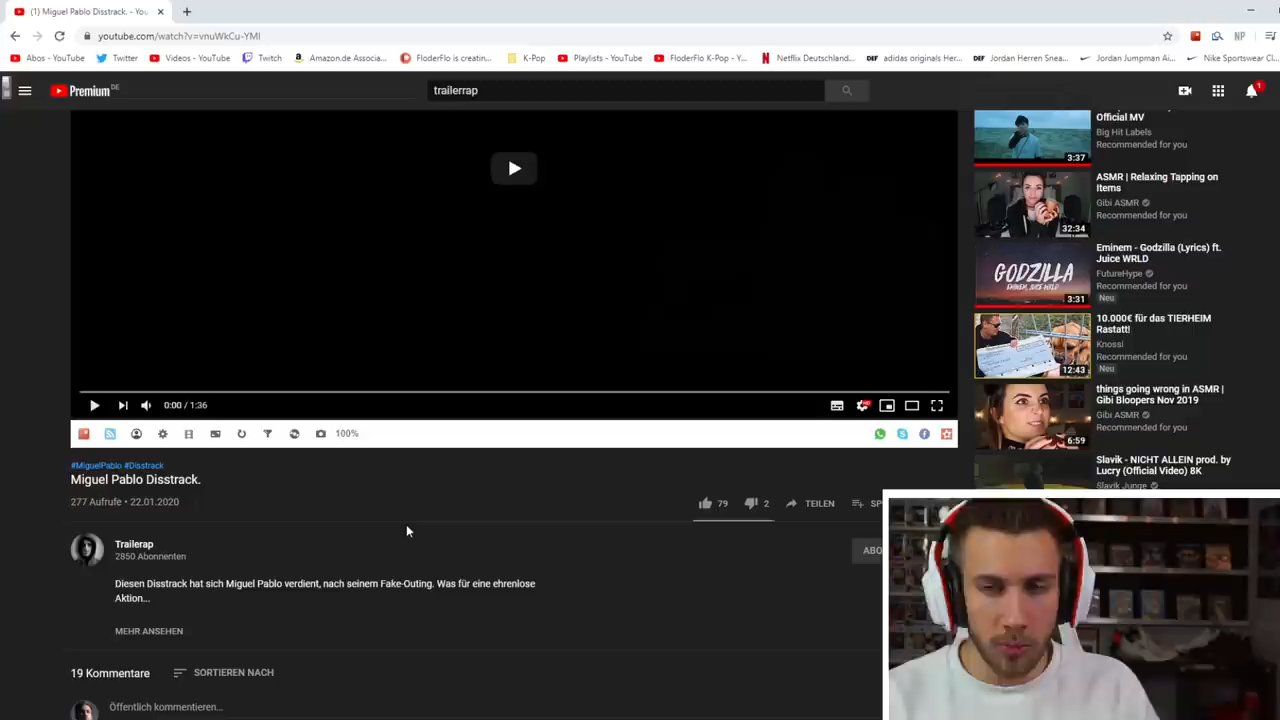 (1) Miguel Pablo Disstrack. - You
youtube.com/watch?v=vnuWkCu-YMI
Abos - YouTube
Twitter
Videos - YouTube
Twitch
Amazon.de Associa...
FloderFlo is creatin...
K-Pop
Playlists - YouTube
FloderFlo K-Pop - Y...
Netflix Deutschland...
adidas originals Her...
Jordan Herren Snea...
Jordan Jumpman Ai...
Nike Sportswear Cl...
NP
Premium DE
trailerrap
1
Official MV
Big Hit Labels
Recommended for you
3:37
ASMR | Relaxing Tapping on
Items
Gibi ASMR
Recommended for you
32:34
Eminem - Godzilla (Lyrics) ft.
Juice WRLD
FutureHype
Recommended for you
Neu
GODZILLA
EMINEM, JUICE WRLD
3:31
10.000€ für das TIERHEIM
Rastatt!
Knossi
Recommended for you
Neu
12:43
things going wrong in ASMR |
Gibi Bloopers Nov 2019
Gibi ASMR
Recommended for you
6:59
Slavik - NICHT ALLEIN prod. by
Lucry (Official Video) 8K
Slavik Junge
0:00 / 1:36
100%
#MiguelPablo #Disstrack
Miguel Pablo Disstrack.
277 Aufrufe • 22.01.2020
79
2
TEILEN
SP
Trailerap
2850 Abonnenten
ABO
Diesen Disstrack hat sich Miguel Pablo verdient, nach seinem Fake-Outing. Was für eine ehrenlose
Aktion...
MEHR ANSEHEN
19 Kommentare
SORTIEREN NACH
Öffentlich kommentieren...